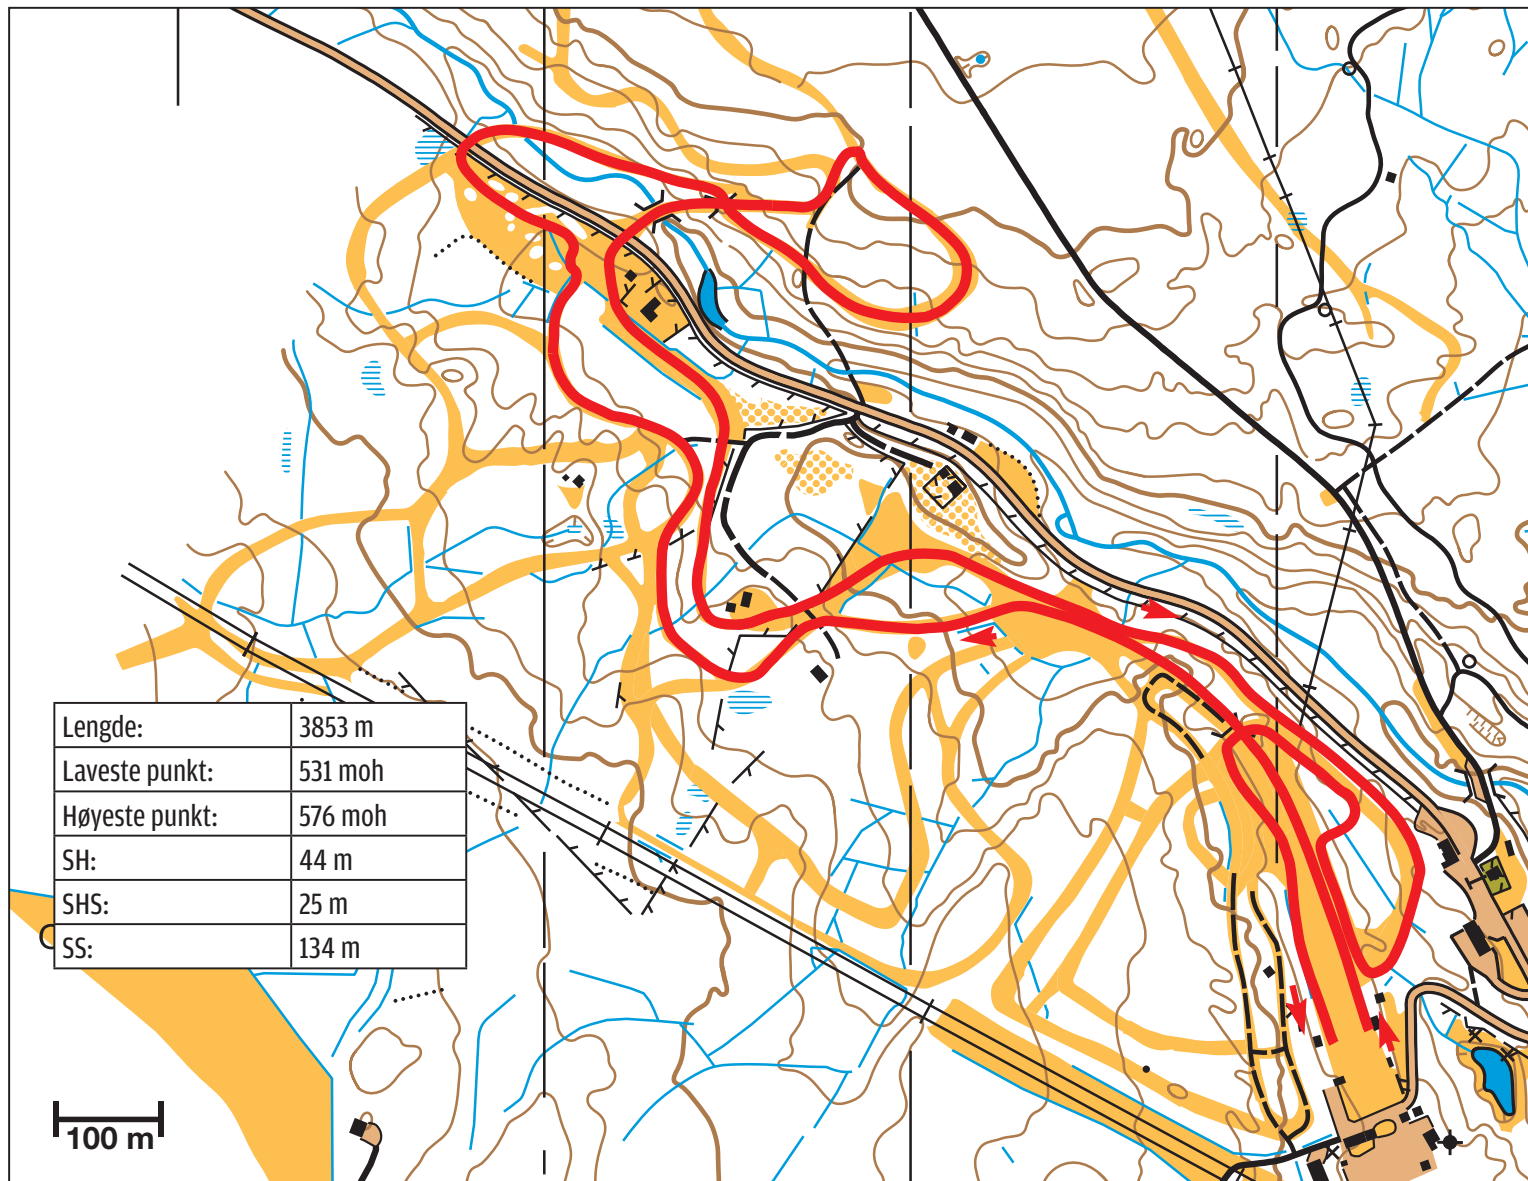 Lengde: 3853 m
Laveste punkt: 531 moh
Høyeste punkt: 576 moh
SH: 44 m
SHS: 25 m
SS: 134 m
100 m